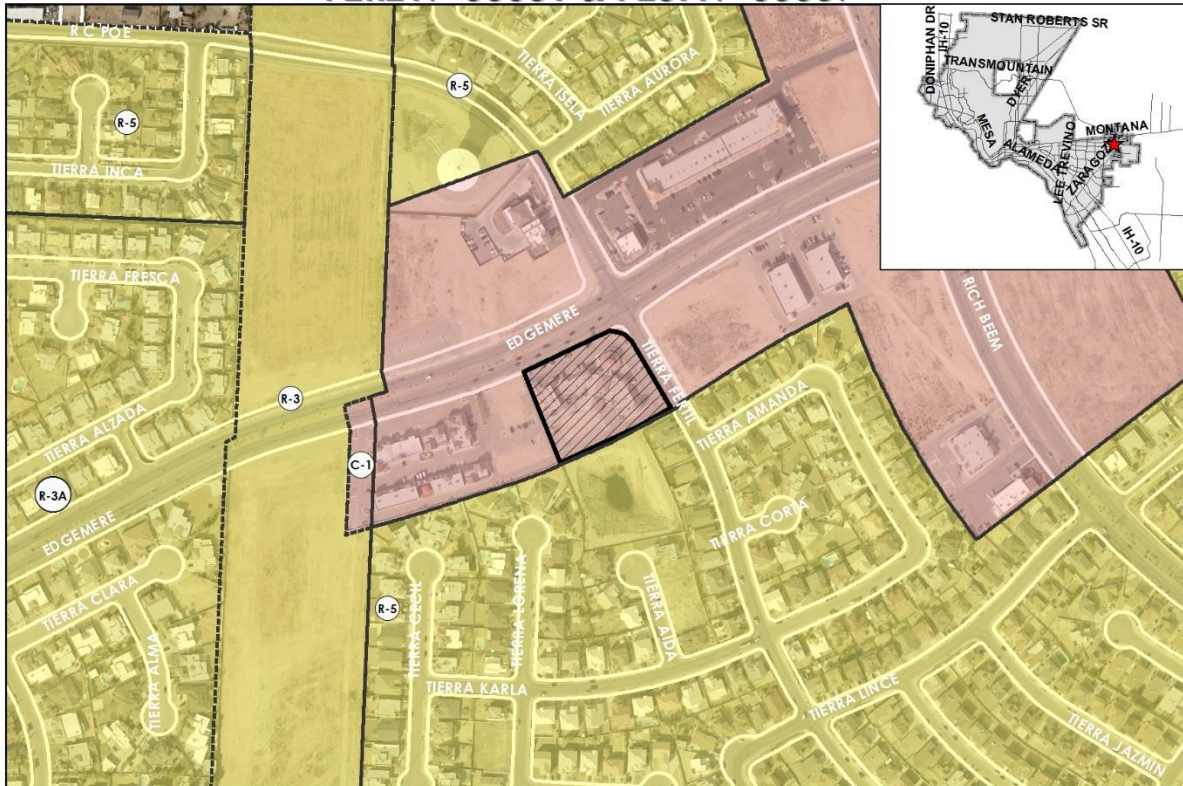 R C POE
R-5
TIERRA INCA
TIERRA FRESCA
TIERRA ALZADA
R-3A
EDGEMERE
TIERRA CLARA
TIERRA ALMA
R-3
C-1
R-5
R-5
TIERRA ISELA
TIERRA AURORA
EDGEMERE
TIERRA FERTIL
RICH BEEM
TIERRA AMANDA
TIERRA CORTA
TIERRA CECIL
TIERRA LORENA
TIERRA AIDA
TIERRA KARLA
TIERRA LINCE
TIERRA JAZMIN
DONIPHAN DR
IH-10
STAN ROBERTS SR
TRANSMOUNTAIN
DYER
MESA
MONTANA
ALAMEDA
LEE TREVINO
ZARAGOZA
IH-10